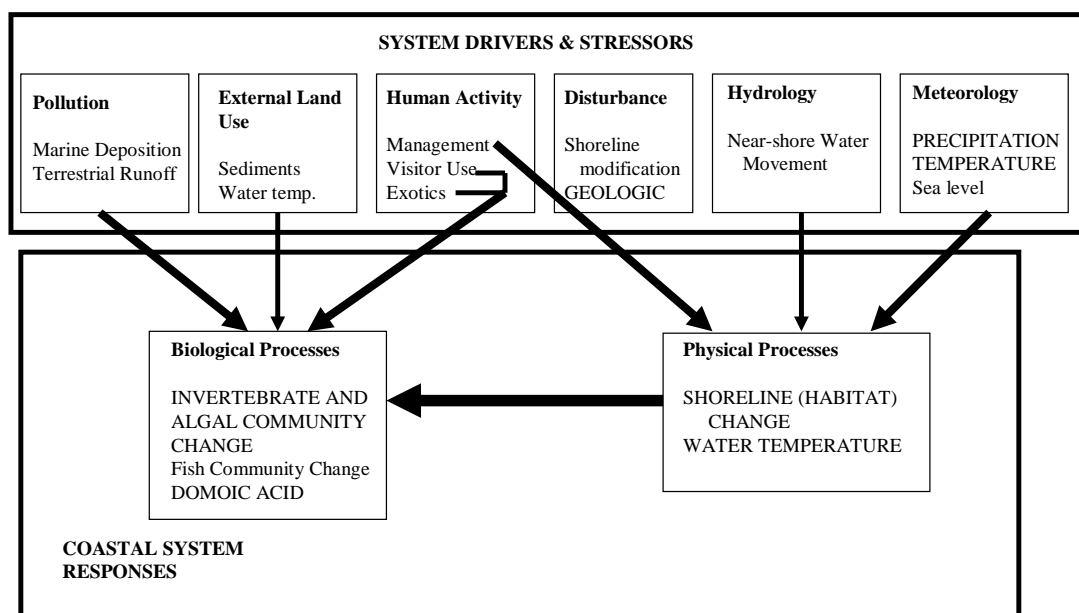 SYSTEM DRIVERS & STRESSORS
Pollution
Marine Deposition
Terrestrial Runoff
External Land
Use
Sediments
Water temp.
Human Activity
Management
Visitor Use
Exotics
Disturbance
Shoreline
modification
GEOLOGIC
Hydrology
Near-shore Water
Movement
Meteorology
PRECIPITATION
TEMPERATURE
Sea level
Biological Processes
INVERTEBRATE AND
ALGAL COMMUNITY
CHANGE
Fish Community Change
DOMOIC ACID
Physical Processes
SHORELINE (HABITAT)
CHANGE
WATER TEMPERATURE
COASTAL SYSTEM
RESPONSES